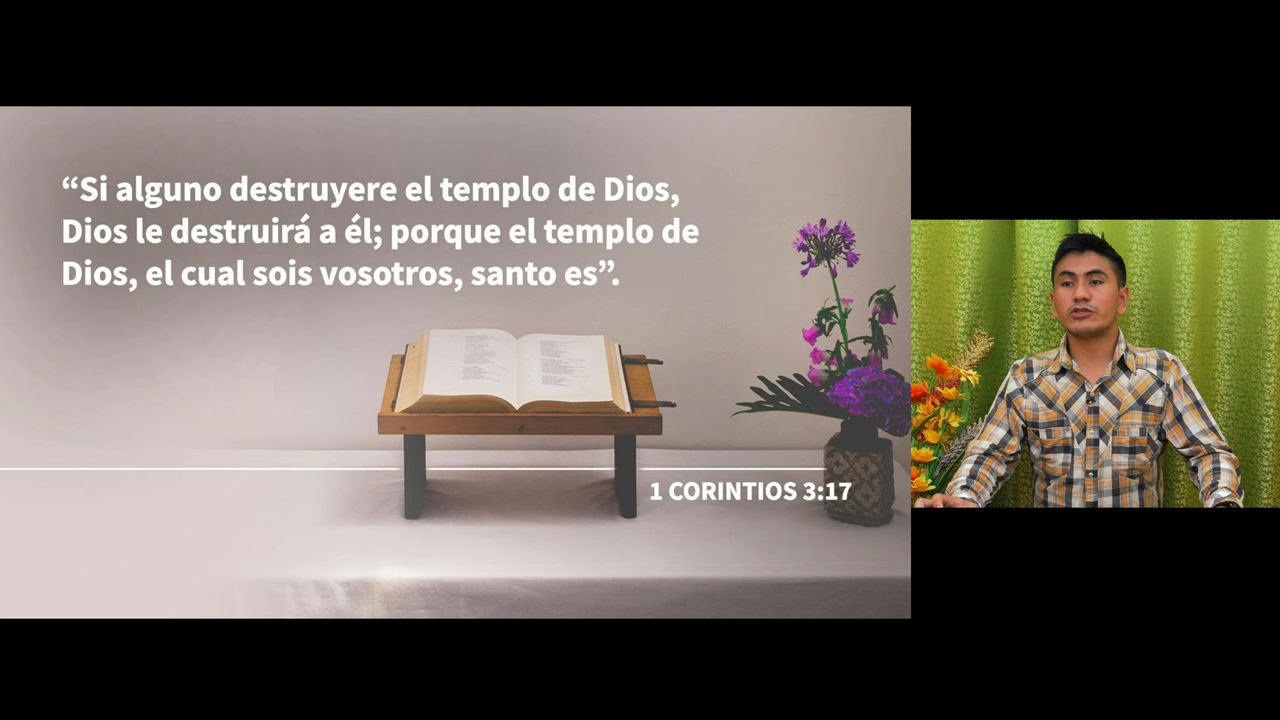 “Si alguno destruyere el templo de Dios,
Dios le destruirá a él; porque el templo de
Dios, el cual sois vosotros, santo es”.
1 CORINTIOS 3:17